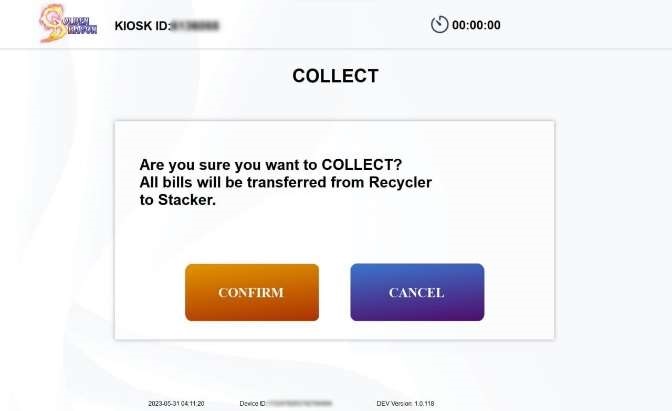 GOLDEN
DRAGON
KIOSK ID:
00:00:00
COLLECT
Are you sure you want to COLLECT?
All bills will be transferred from Recycler
to Stacker.
CONFIRM
CANCEL
2023-05-31 04:11:20
Device ID:
DEV Version: 1.0.118